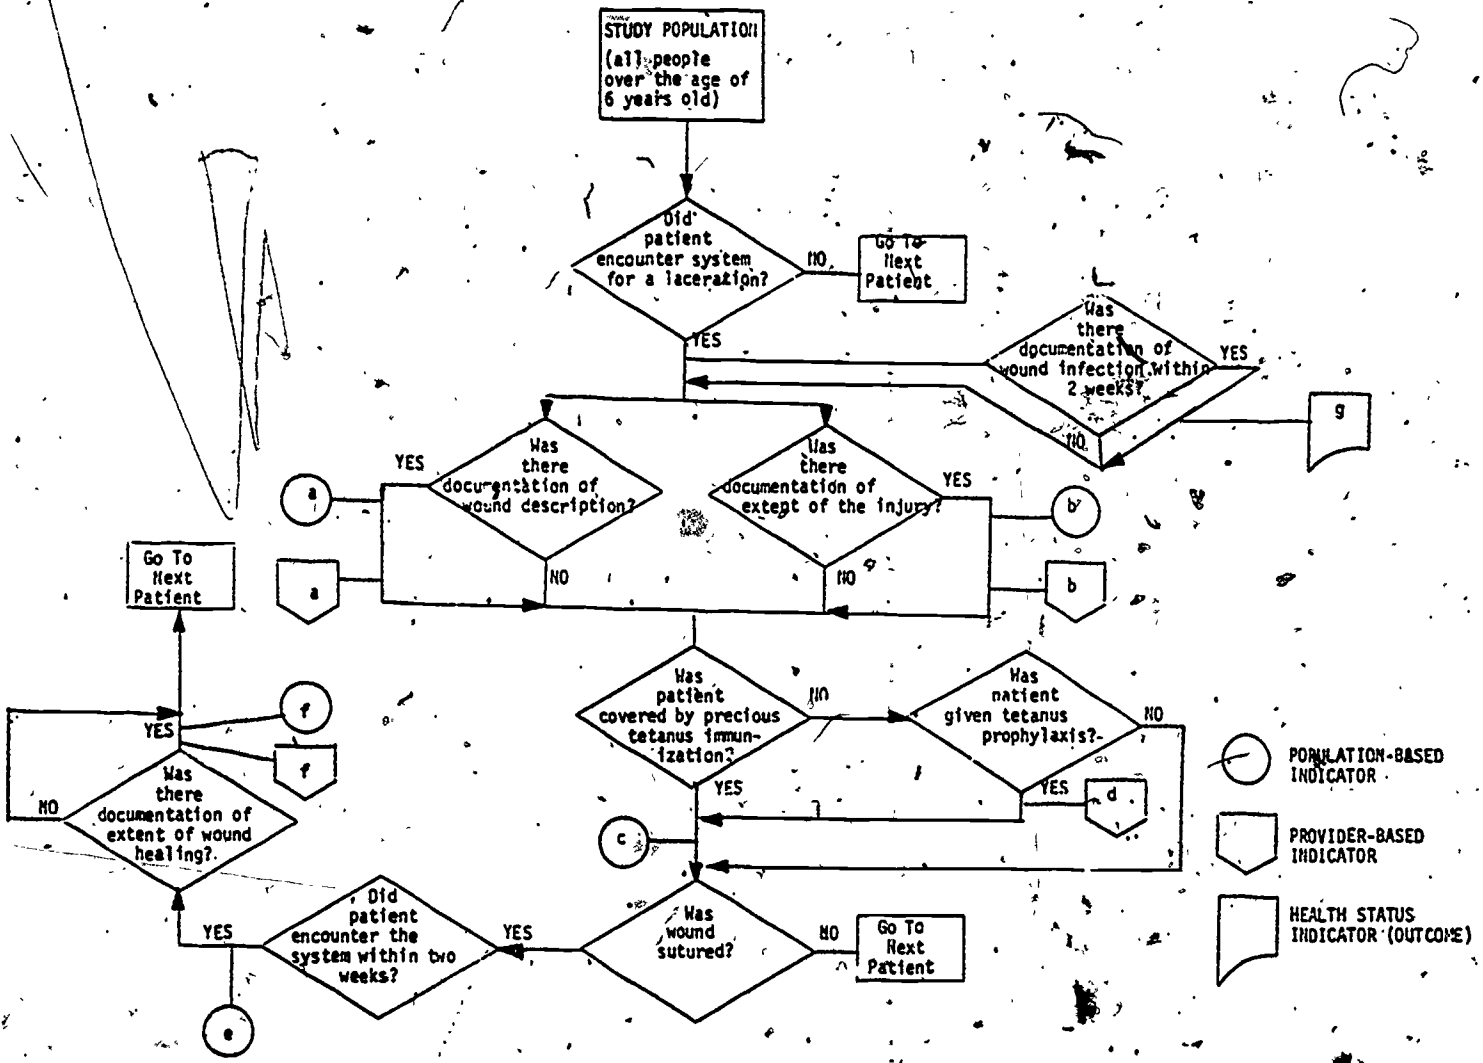 STUDY POPULATION
(all people
over the age of
6 years old)
Did
patient
encounter system
for a laceration?
NO
Go To
Next
Patient
YES
Was
there
documentation of
wound infection within
2 weeks?
YES
NO
g
Was
there
documentation of
wound description?
YES
NO
a
a
Was
there
documentation of
extent of the injury?
YES
NO
b
b
Go To
Next
Patient
Was
patient
covered by precious
tetanus immun-
ization?
NO
YES
Was
natient
given tetanus
prophylaxis?
NO
YES
d
c
YES
f
f
Was
there
documentation of
extent of wound
healing?
NO
Was
wound
sutured?
NO
Go To
Next
Patient
YES
Did
patient
encounter the
system within two
weeks?
YES
e
POPULATION-BASED
INDICATOR
PROVIDER-BASED
INDICATOR
HEALTH STATUS
INDICATOR (OUTCOME)